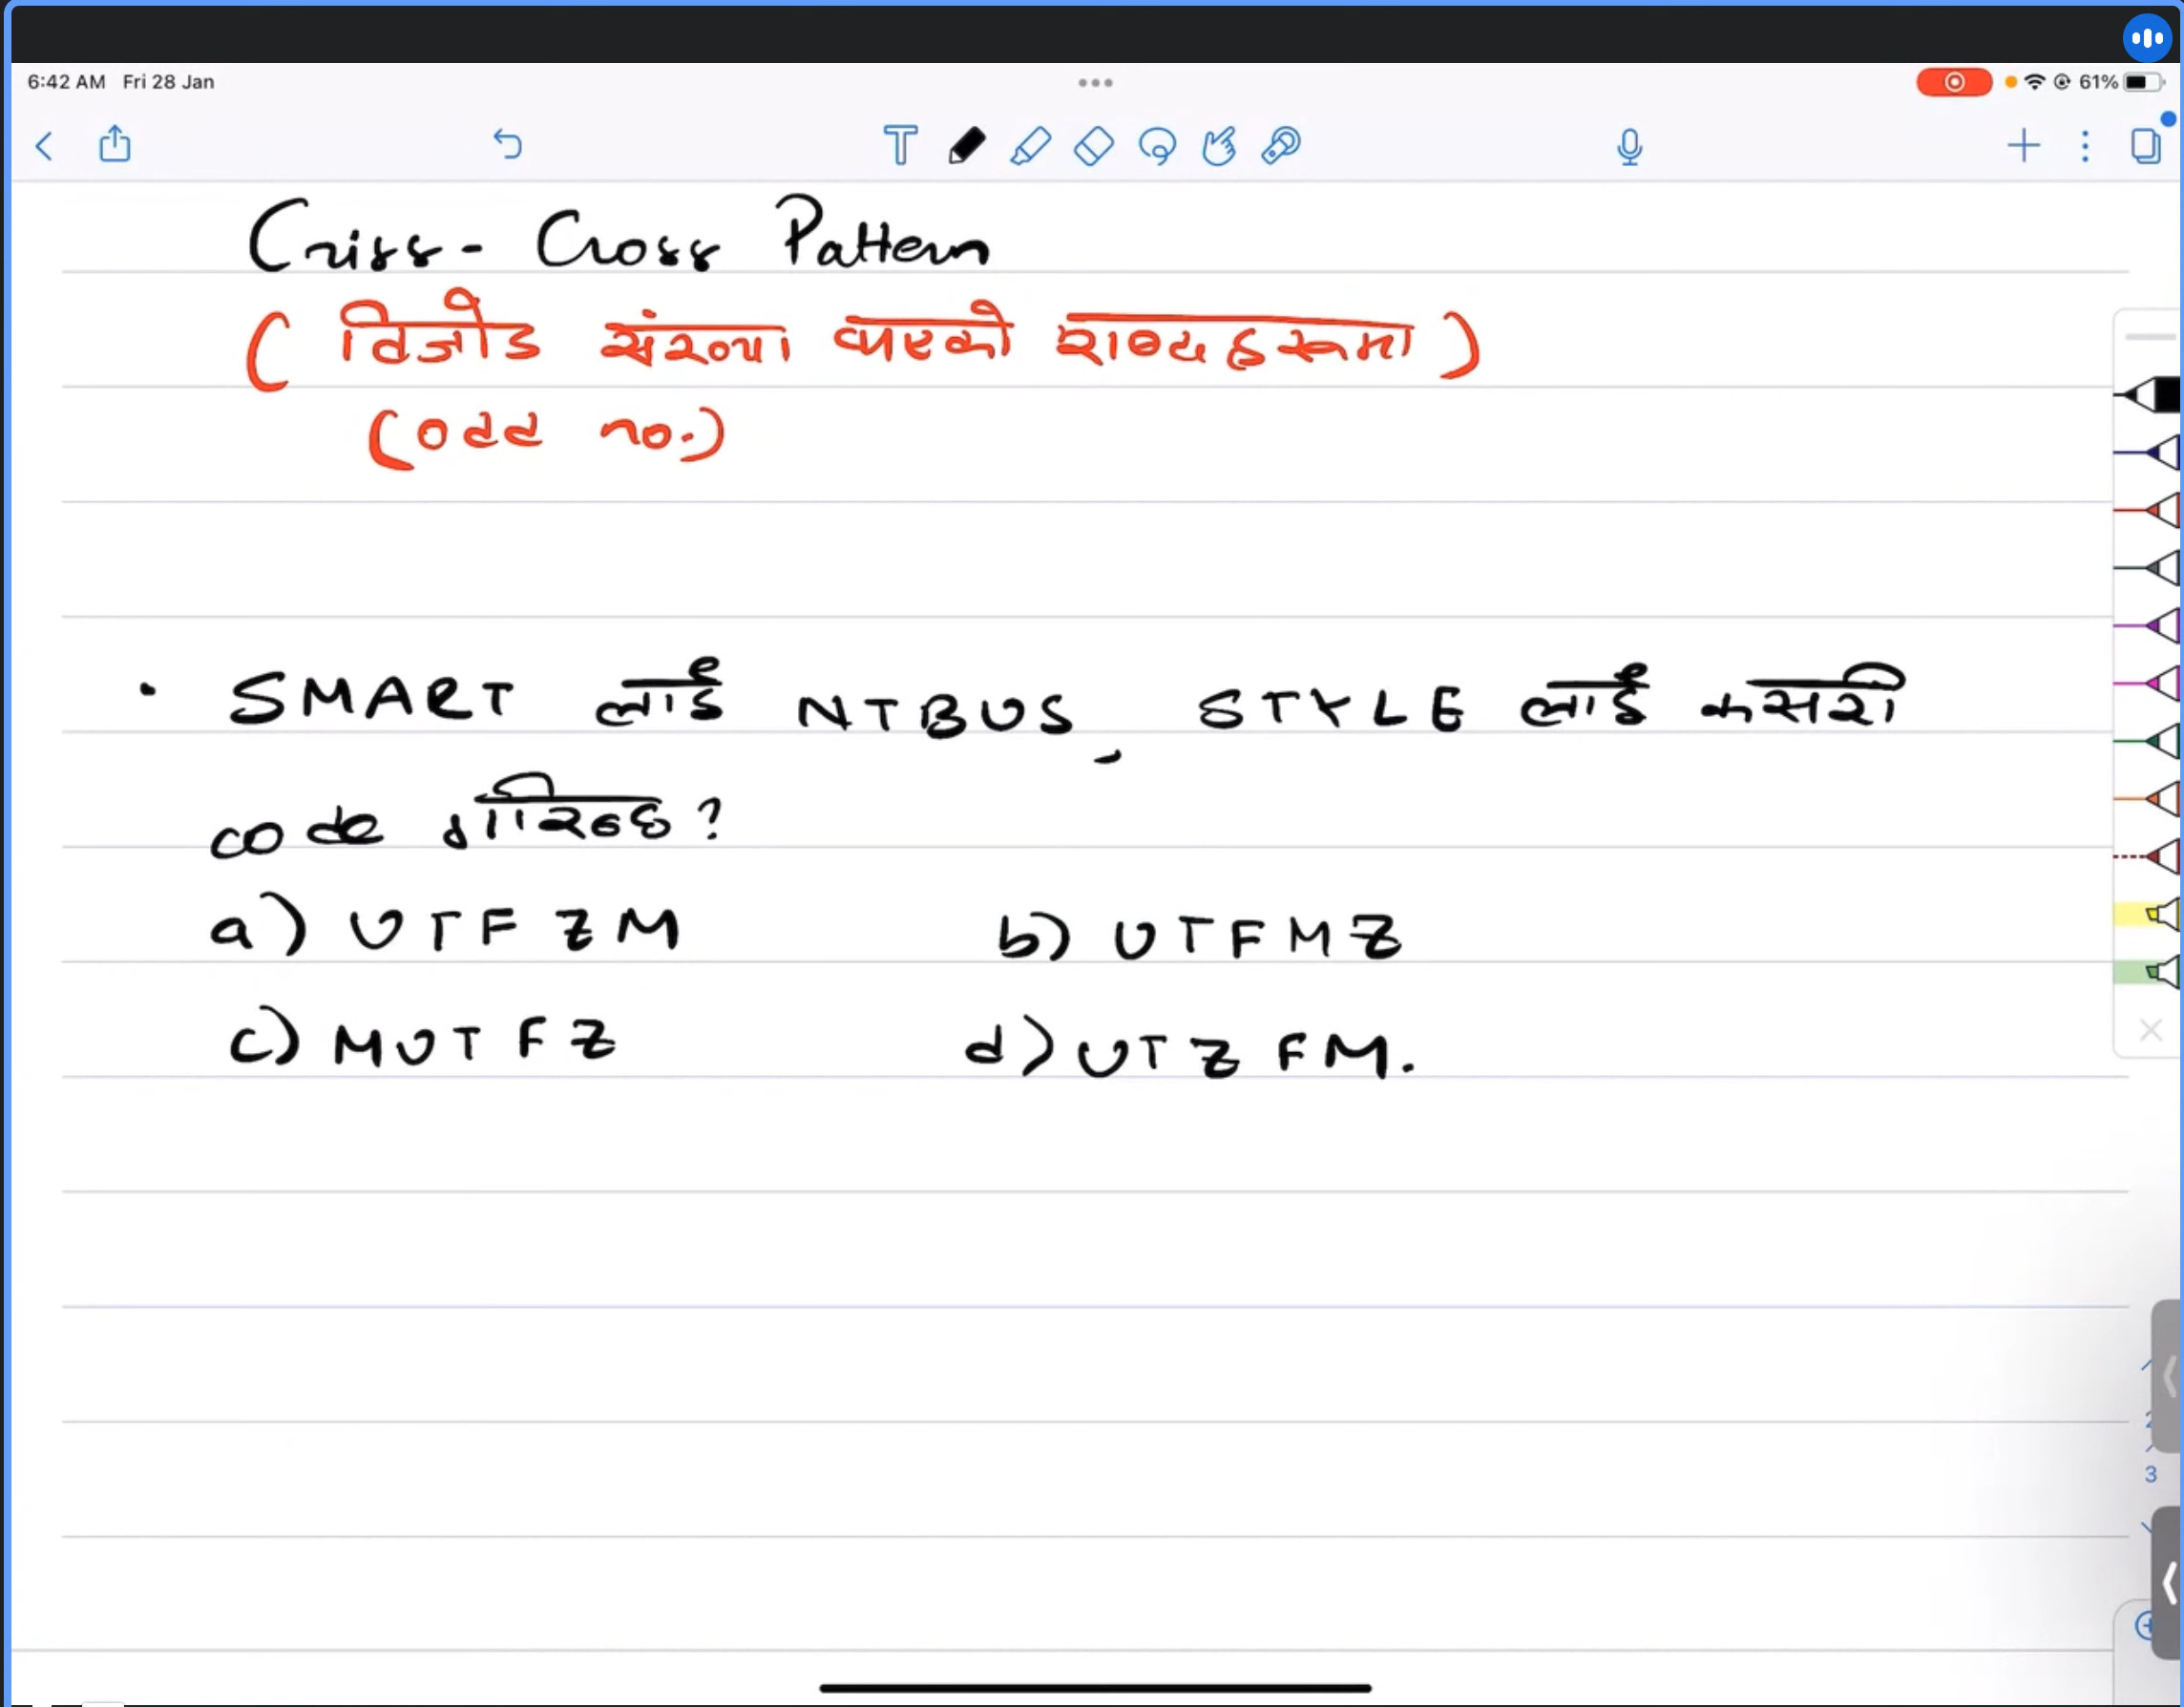 6:42 AM Fri 28 Jan
61%
Criss - Cross Pattern
( विजोड संख्या भएको शब्दहरूमा )
(odd no.)
• SMART लाई NTBUS, STYLE लाई कसरी
code गरिन्छ ?
a) UTFZM b) UTFMZ
c) MUTFZ d) UTZFM.
2
3